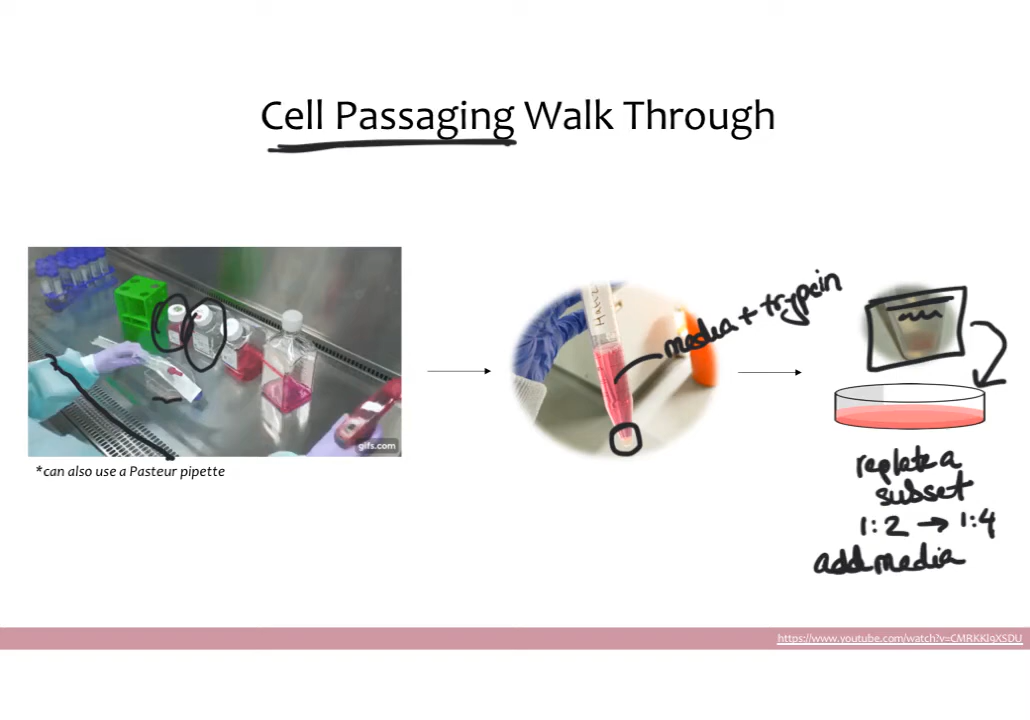 Cell Passaging Walk Through
gifs.com
*can also use a Pasteur pipette
media + trypsin
replate a
subset
1:2 → 1:4
add media
https://www.youtube.com/watch?v=CMRKKl9XSDU